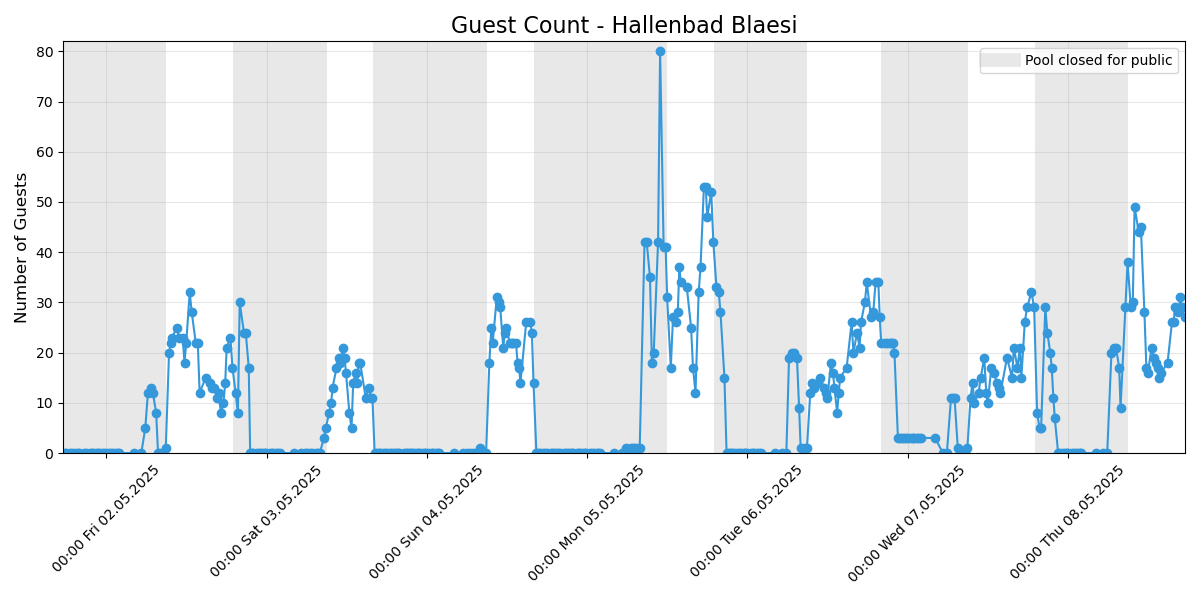 Guest Count - Hallenbad Blaesi
Pool closed for public
Number of Guests
80
70
60
50
40
30
20
10
0
00:00 Fri 02.05.2025
00:00 Sat 03.05.2025
00:00 Sun 04.05.2025
00:00 Mon 05.05.2025
00:00 Tue 06.05.2025
00:00 Wed 07.05.2025
00:00 Thu 08.05.2025